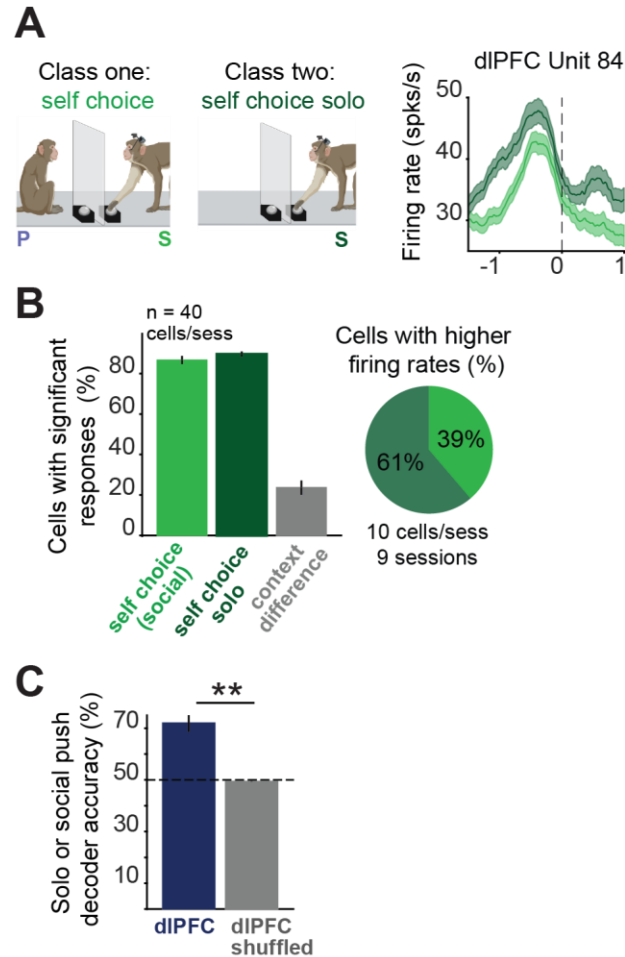 A
Class one:
self choice
Class two:
self choice solo
P
S
S
dlPFC Unit 84
Firing rate (spks/s)
50
40
30
-1
0
1
B
n = 40
cells/sess
Cells with significant
responses (%)
80
60
40
20
0
self choice
(social)
self choice
solo
context
difference
Cells with higher
firing rates (%)
61%
39%
10 cells/sess
9 sessions
C
**
Solo or social push
decoder accuracy (%)
70
50
30
10
dlPFC
dlPFC
shuffled